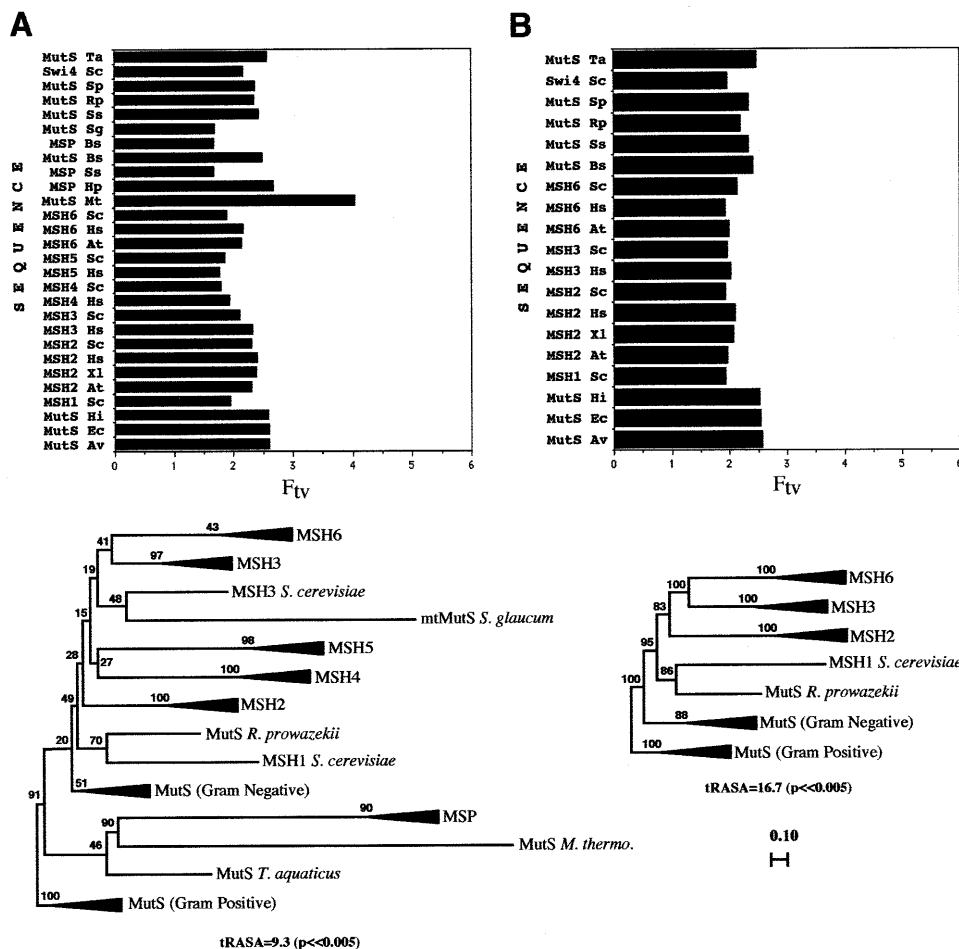 A
SEQUENCE
MutS Ta
Swi4 Sc
MutS Sp
MutS Rp
MutS Ss
MutS Sg
MSP Bs
MutS Bs
MSP Ss
MSP Hp
MutS Mt
MSH6 Sc
MSH6 Hs
MSH6 At
MSH5 Sc
MSH5 Hs
MSH4 Sc
MSH4 Hs
MSH3 Sc
MSH3 Hs
MSH2 Sc
MSH2 Hs
MSH2 Xl
MSH2 At
MSH1 Sc
MutS Hi
MutS Ec
MutS Av
0 1 2 3 4 5 6
Ftv
B
SEQUENCE
MutS Ta
Swi4 Sc
MutS Sp
MutS Rp
MutS Ss
MutS Bs
MSH6 Sc
MSH6 Hs
MSH6 At
MSH3 Sc
MSH3 Hs
MSH2 Sc
MSH2 Hs
MSH2 Xl
MSH2 At
MSH1 Sc
MutS Hi
MutS Ec
MutS Av
0 1 2 3 4 5 6
Ftv
43 MSH6
41
97 MSH3
19
MSH3 S. cerevisiae
48
mtMutS S. glaucum
15
98 MSH5
27
100 MSH4
28
100 MSH2
49
MutS R. prowazekii
70
MSH1 S. cerevisiae
20
51 MutS (Gram Negative)
91
90 MSP
90
MutS M. thermo.
46
MutS T. aquaticus
100 MutS (Gram Positive)
tRASA=9.3 (p<<0.005)
100 MSH6
100
100 MSH3
83
100 MSH2
95
MSH1 S. cerevisiae
86
MutS R. prowazekii
100
88 MutS (Gram Negative)
100 MutS (Gram Positive)
tRASA=16.7 (p<<0.005)
0.10